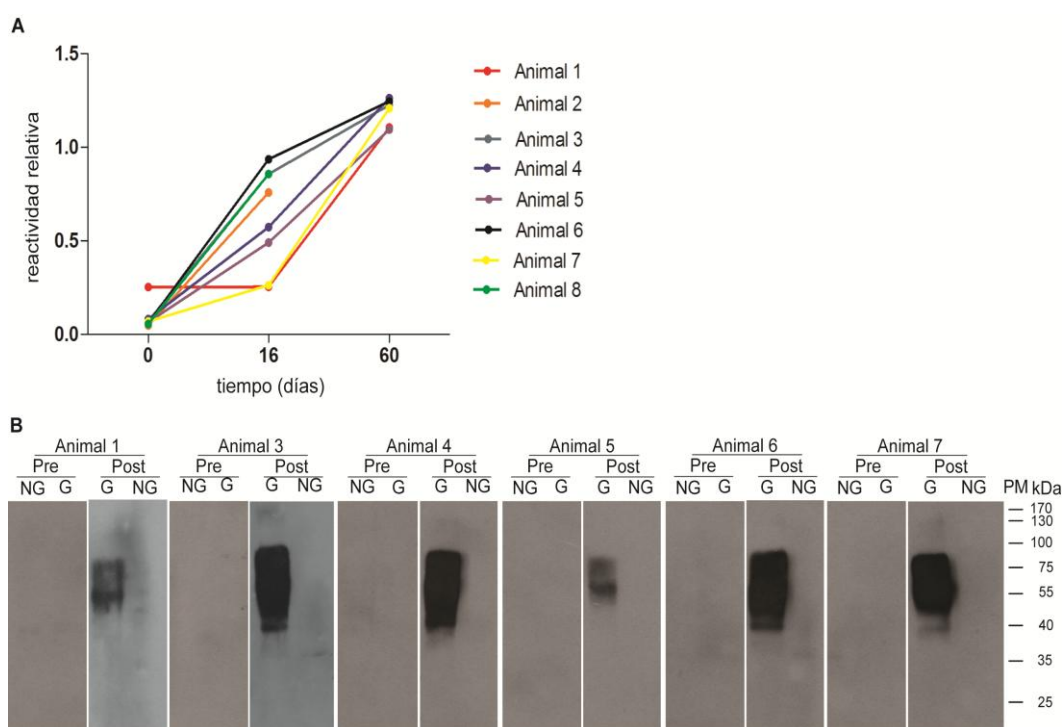 A
1.5
1.0
0.5
0.0
reactividad relativa
0 16 60
tiempo (días)
Animal 1
Animal 2
Animal 3
Animal 4
Animal 5
Animal 6
Animal 7
Animal 8
B
Animal 1 Animal 3 Animal 4 Animal 5 Animal 6 Animal 7
Pre Post Pre Post Pre Post Pre Post Pre Post Pre Post
NG G G NG NG G G NG NG G G NG NG G G NG NG G G NG NG G G NG PM kDa
170
130
100
75
55
40
35
25